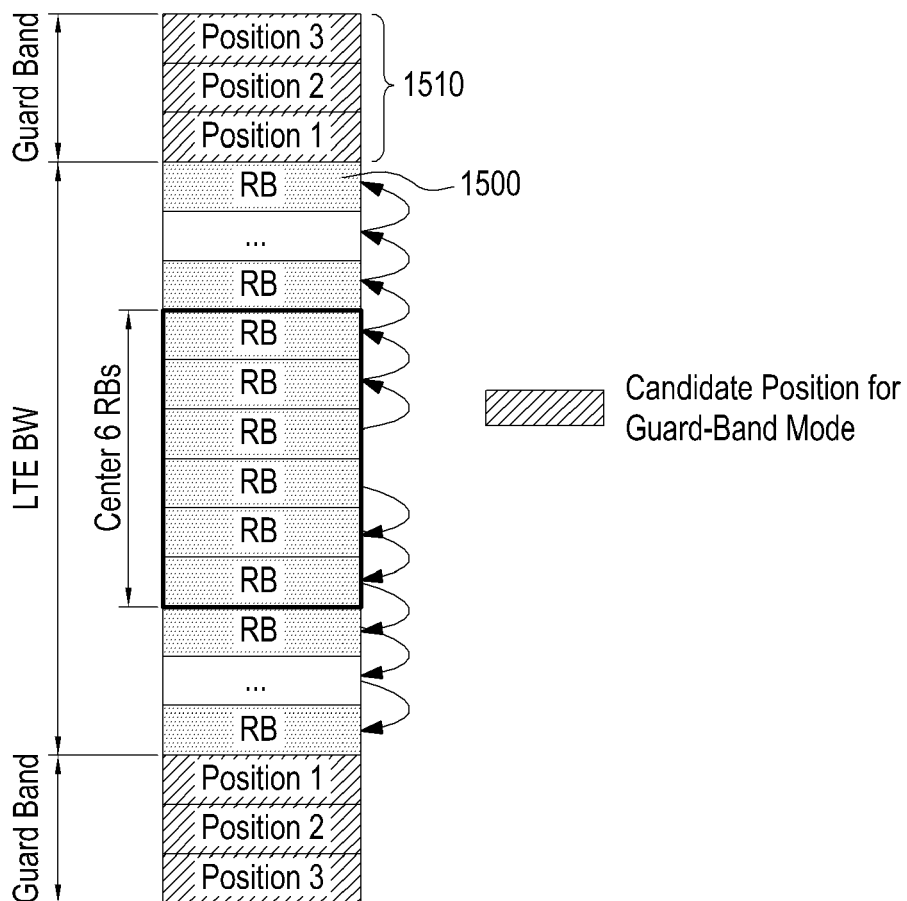 Guard Band
Position 3
Position 2
Position 1
1510
LTE BW
RB
1500
...
RB
Center 6 RBs
RB
RB
RB
RB
RB
RB
Candidate Position for
Guard-Band Mode
RB
...
RB
Guard Band
Position 1
Position 2
Position 3